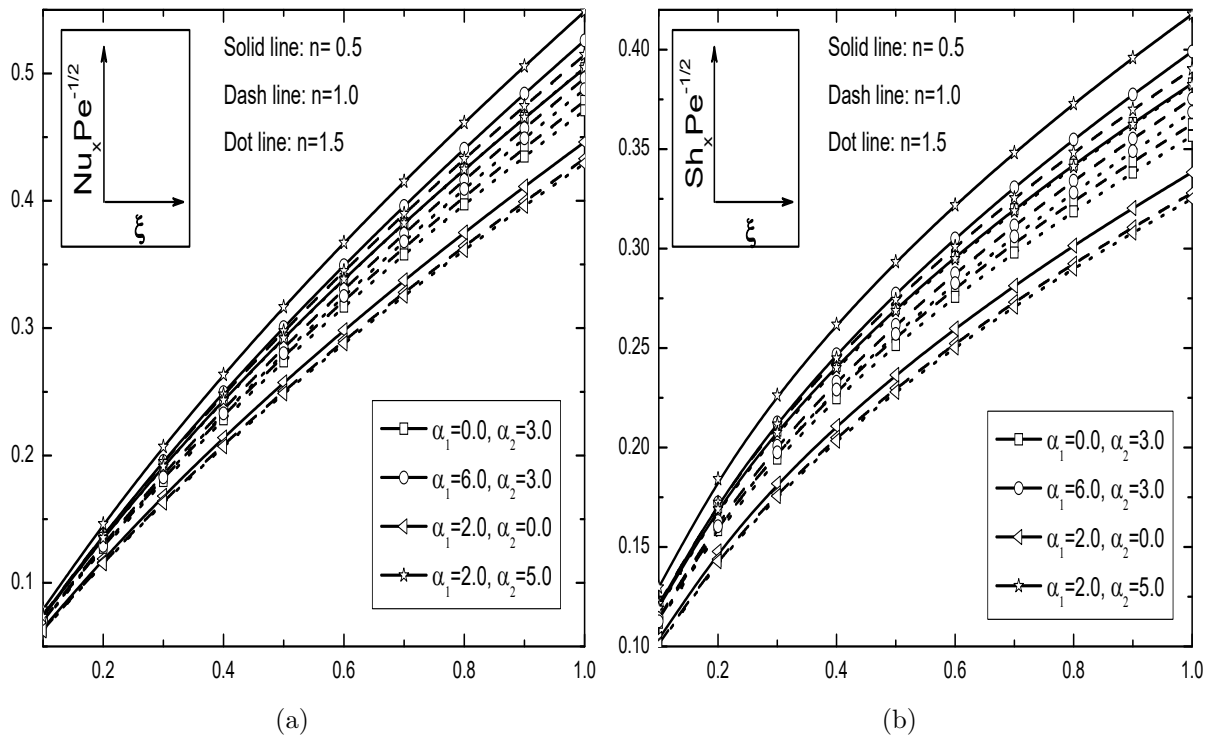 Solid line: n= 0.5
Dash line: n=1.0
Dot line: n=1.5
Nu_xPe^{-1/2}
ξ
0.5
0.4
0.3
0.2
0.1
α_1=0.0, α_2=3.0
α_1=6.0, α_2=3.0
α_1=2.0, α_2=0.0
α_1=2.0, α_2=5.0
0.2 0.4 0.6 0.8 1.0
(a)
Solid line: n= 0.5
Dash line: n=1.0
Dot line: n=1.5
Sh_xPe^{-1/2}
ξ
0.40
0.35
0.30
0.25
0.20
0.15
0.10
α_1=0.0, α_2=3.0
α_1=6.0, α_2=3.0
α_1=2.0, α_2=0.0
α_1=2.0, α_2=5.0
0.2 0.4 0.6 0.8 1.0
(b)